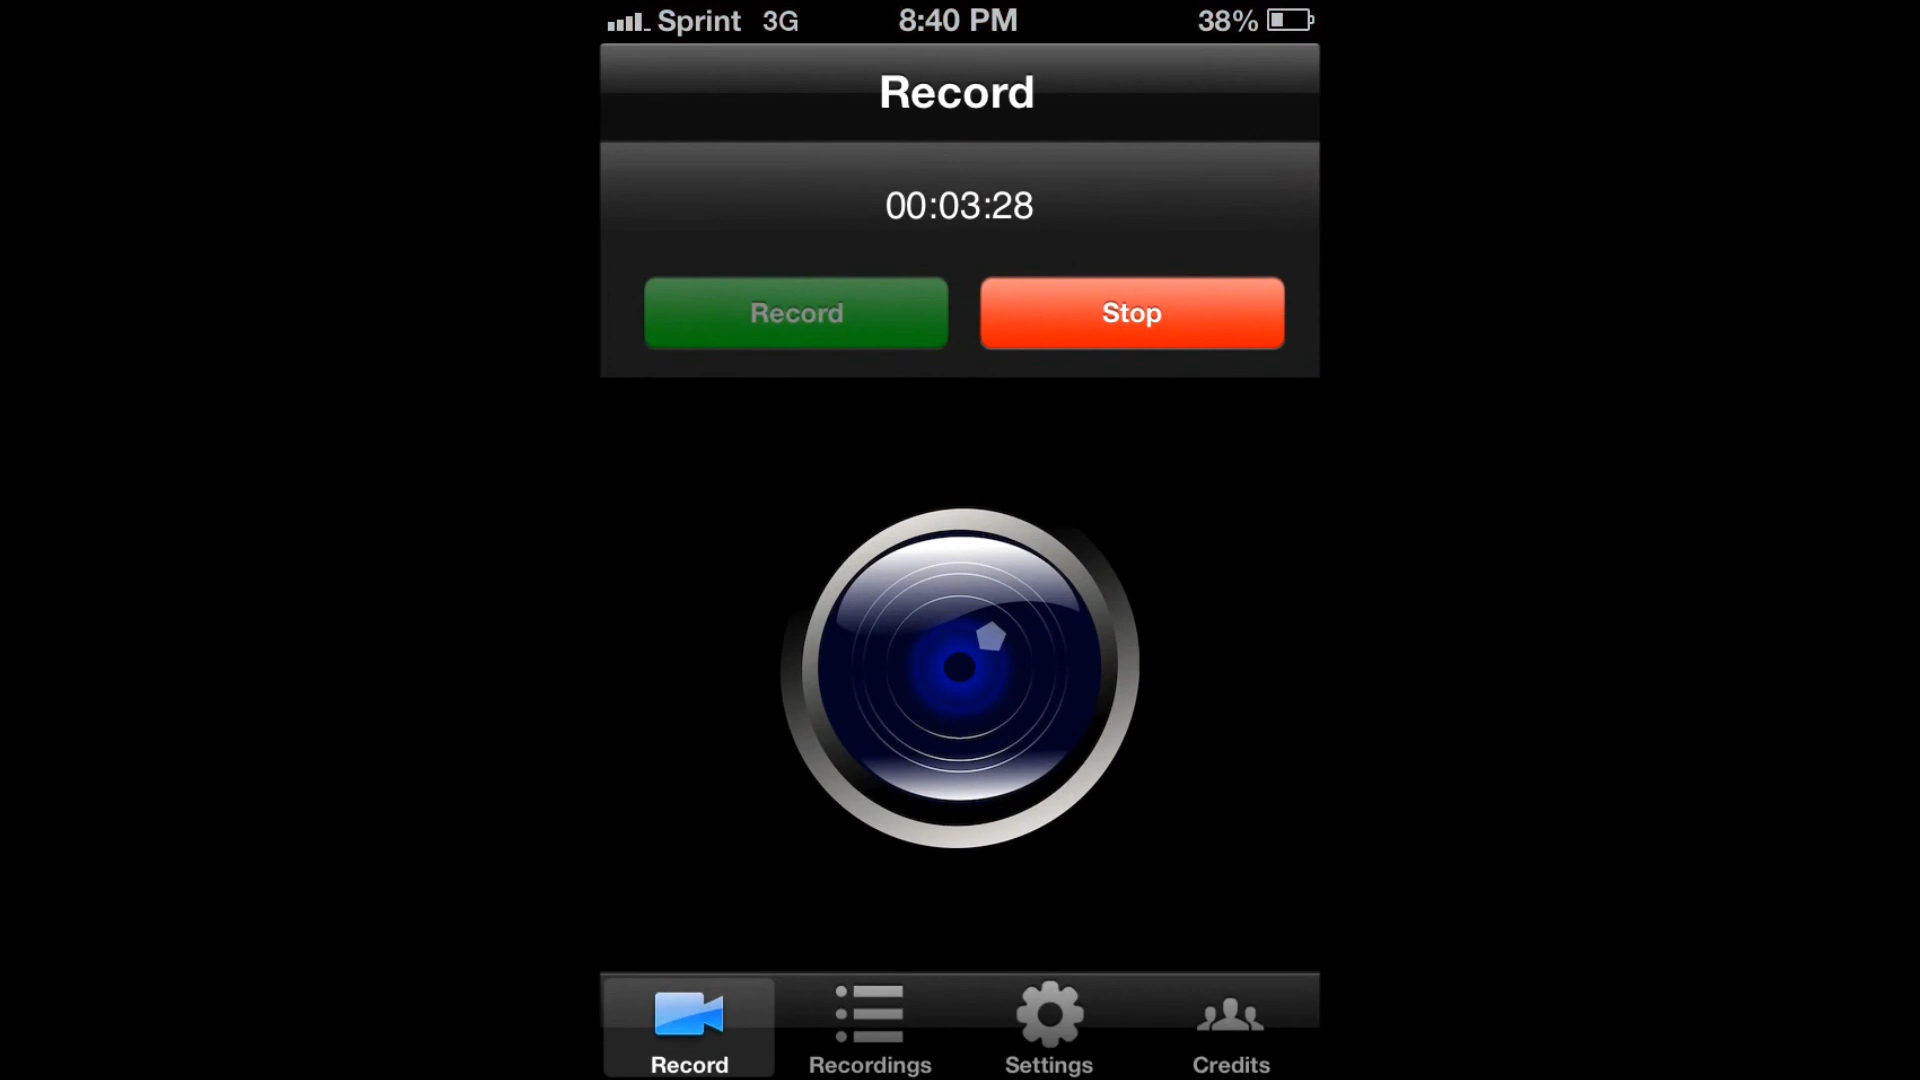 Sprint 3G 8:40 PM 38%
Record
00:03:28
Record Stop
Record Recordings Settings Credits